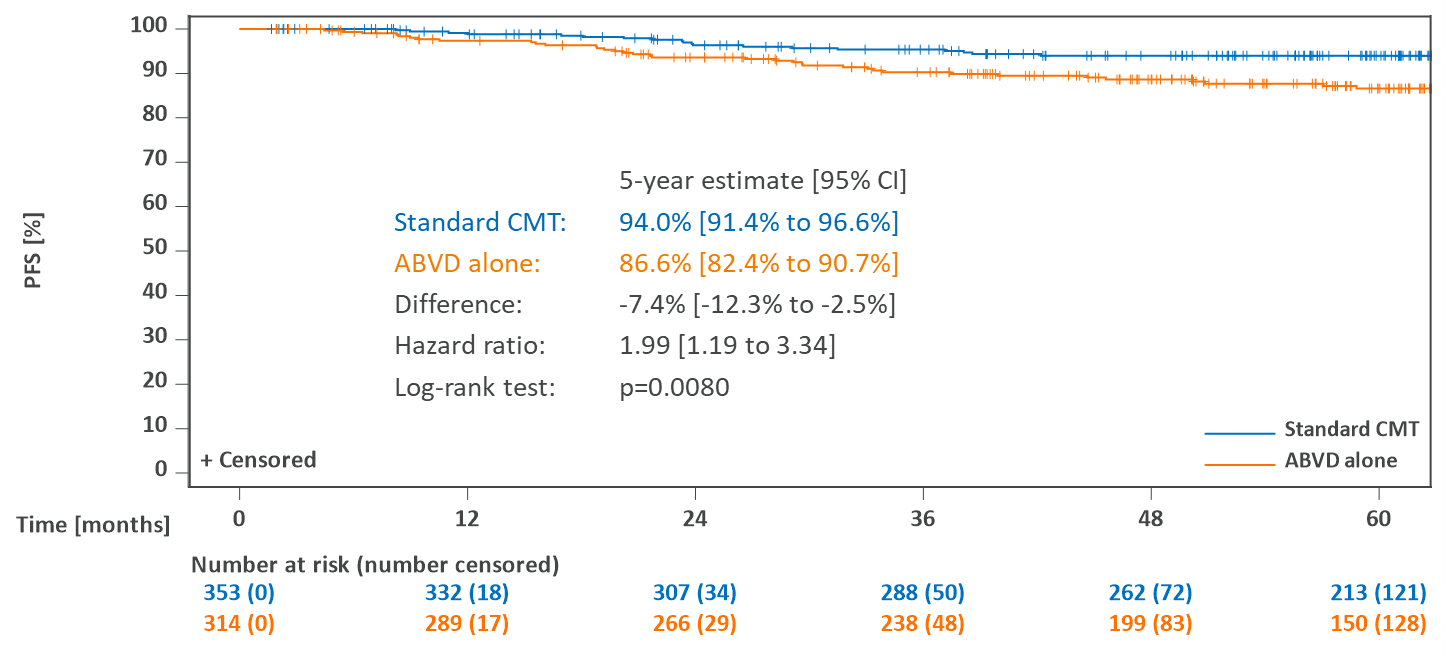 100
90
80
70
60
50
40
30
20
10
0
PFS [%]
5-year estimate [95% CI]
Standard CMT: 94.0% [91.4% to 96.6%]
ABVD alone: 86.6% [82.4% to 90.7%]
Difference: -7.4% [-12.3% to -2.5%]
Hazard ratio: 1.99 [1.19 to 3.34]
Log-rank test: p=0.0080
Standard CMT
ABVD alone
+ Censored
Time [months] 0 12 24 36 48 60
Number at risk (number censored)
353 (0) 332 (18) 307 (34) 288 (50) 262 (72) 213 (121)
314 (0) 289 (17) 266 (29) 238 (48) 199 (83) 150 (128)